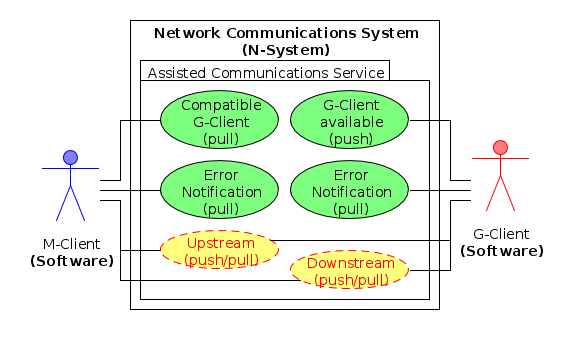 Network Communications System
(N-System)
Assisted Communications Service
Compatible
G-Client
(pull)
G-Client
available
(push)
Error
Notification
(pull)
Error
Notification
(pull)
Upstream
(push/pull)
Downstream
(push/pull)
M-Client
(Software)
G-Client
(Software)